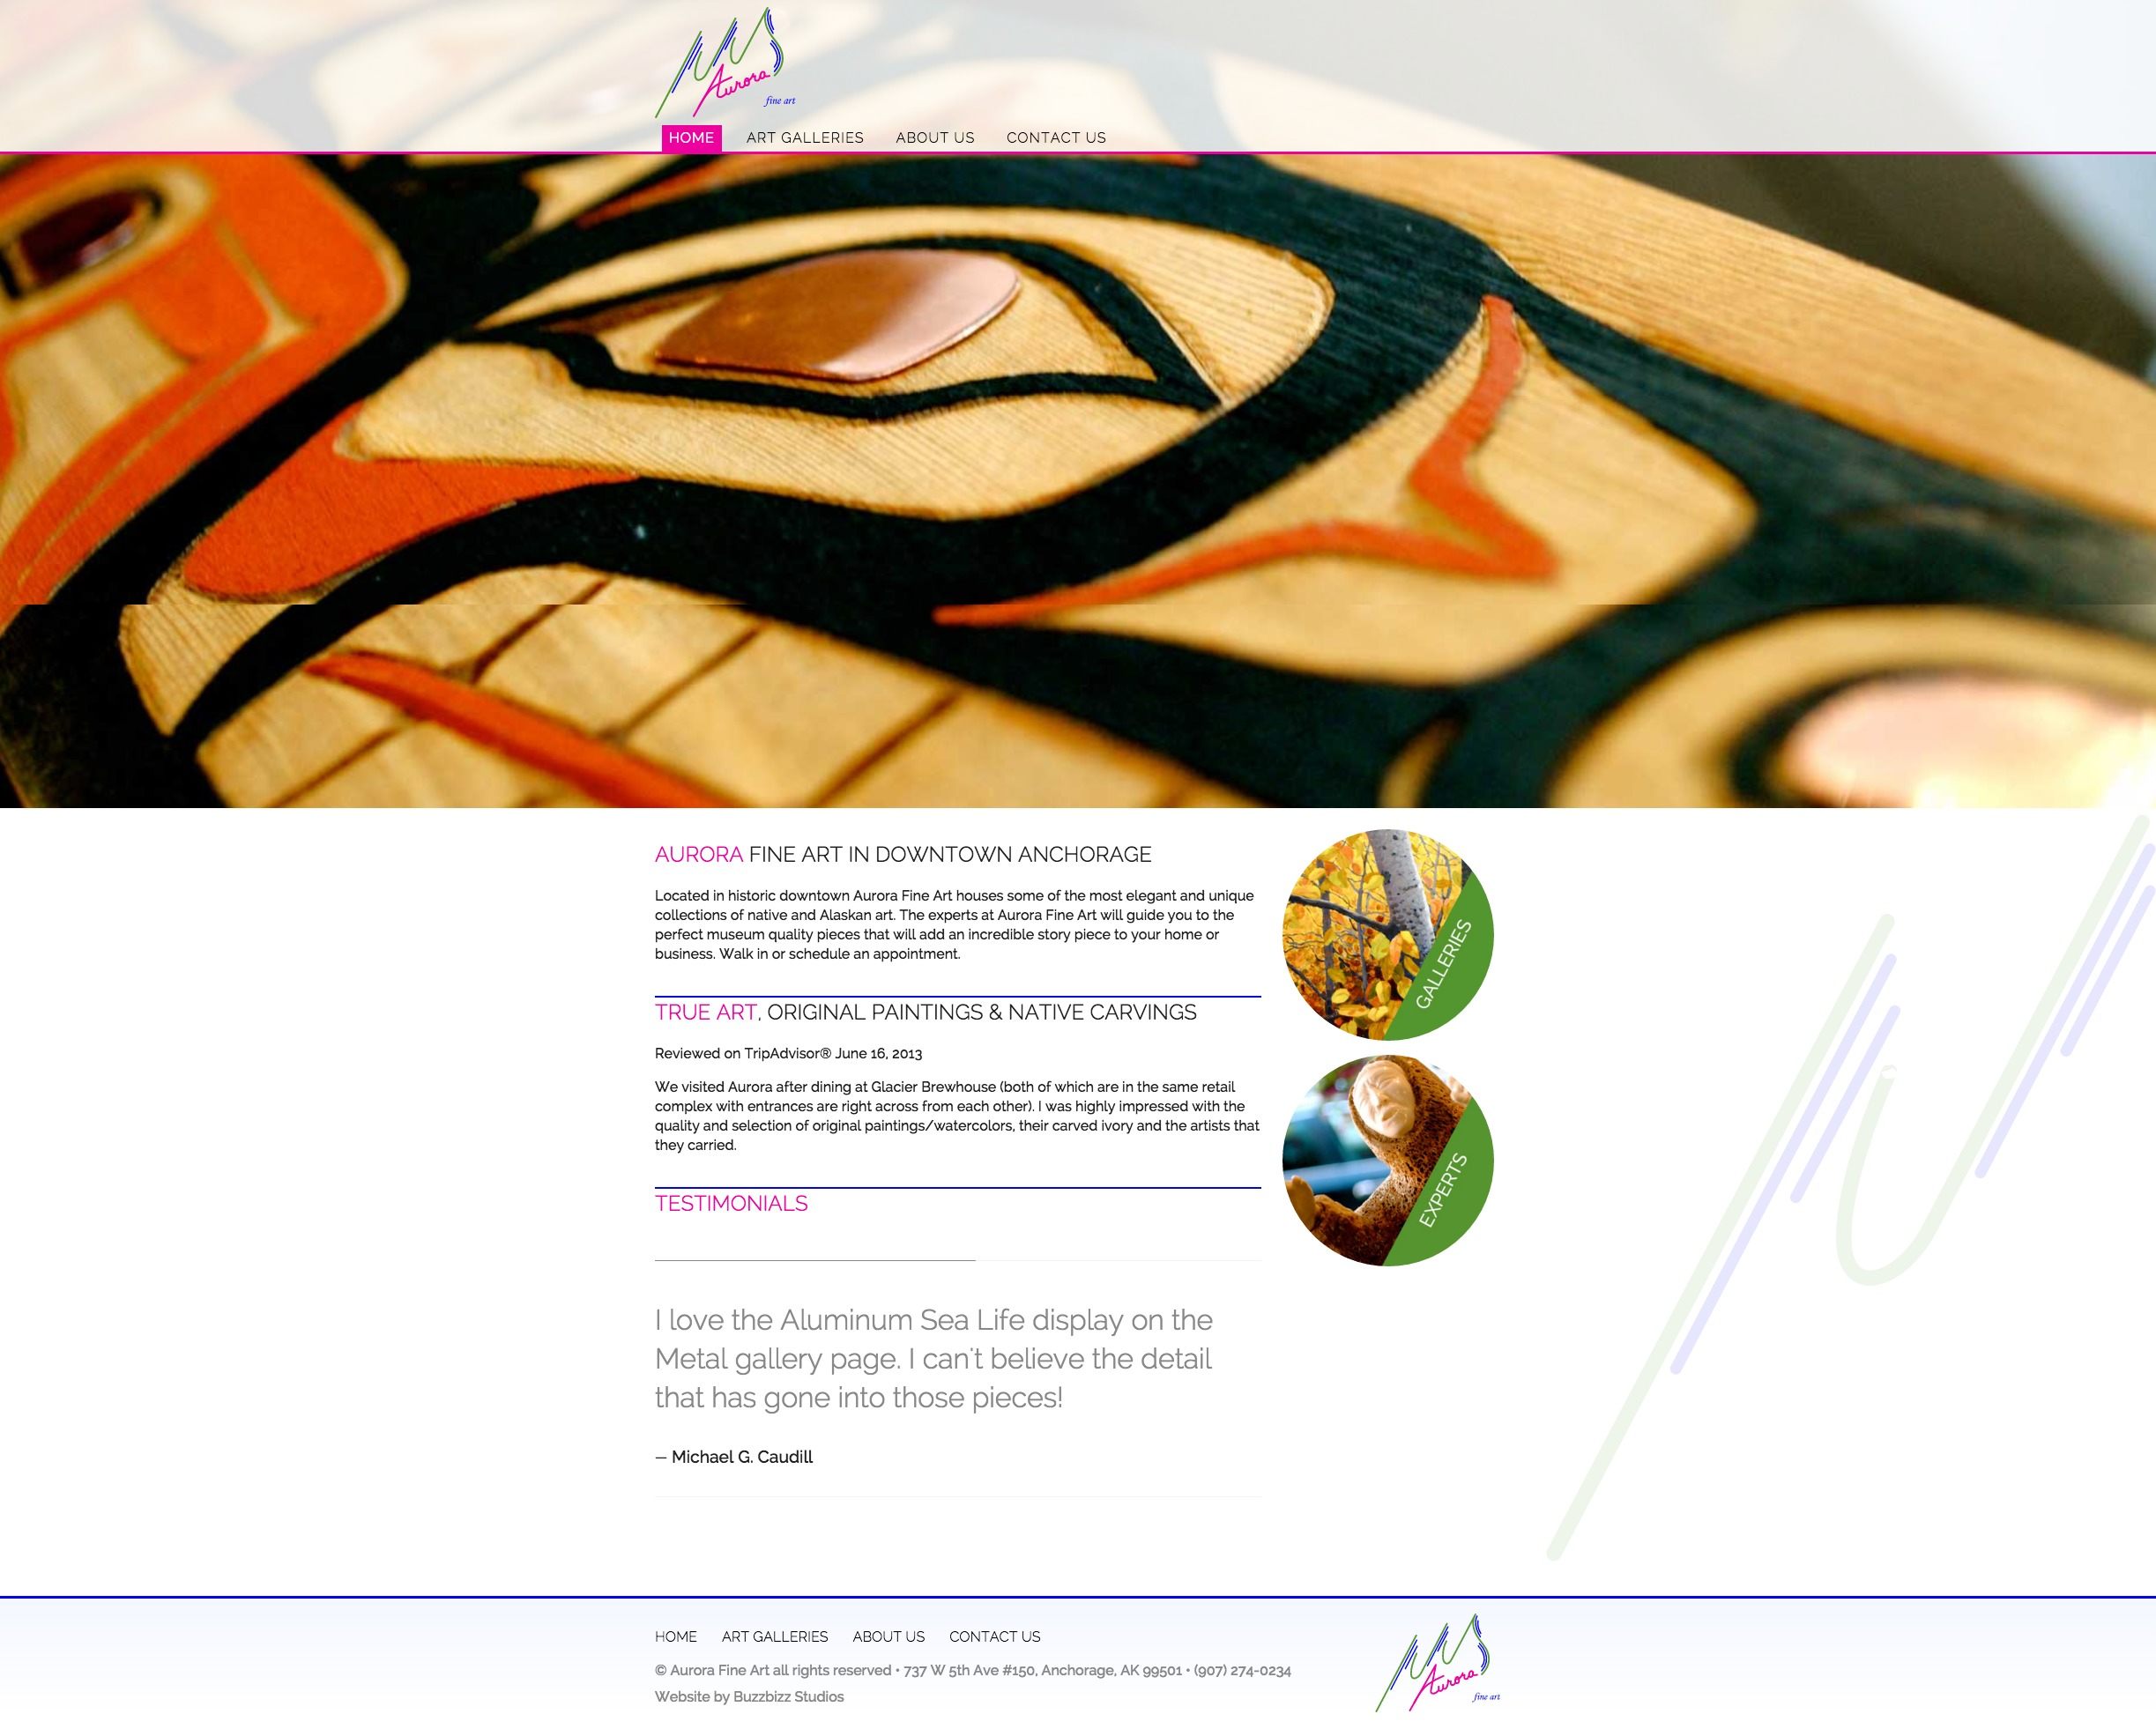 Aurora
fine art
HOME ART GALLERIES ABOUT US CONTACT US
AURORA FINE ART IN DOWNTOWN ANCHORAGE
Located in historic downtown Aurora Fine Art houses some of the most elegant and unique
collections of native and Alaskan art. The experts at Aurora Fine Art will guide you to the
perfect museum quality pieces that will add an incredible story piece to your home or
business. Walk in or schedule an appointment.
GALLERIES
TRUE ART, ORIGINAL PAINTINGS & NATIVE CARVINGS
Reviewed on TripAdvisor® June 16, 2013
We visited Aurora after dining at Glacier Brewhouse (both of which are in the same retail
complex with entrances are right across from each other). I was highly impressed with the
quality and selection of original paintings/watercolors, their carved ivory and the artists that
they carried.
EXPERTS
TESTIMONIALS
I love the Aluminum Sea Life display on the
Metal gallery page. I can't believe the detail
that has gone into those pieces!
— Michael G. Caudill
HOME ART GALLERIES ABOUT US CONTACT US
© Aurora Fine Art all rights reserved • 737 W 5th Ave #150, Anchorage, AK 99501 • (907) 274-0234
Website by Buzzbizz Studios
Aurora
fine art